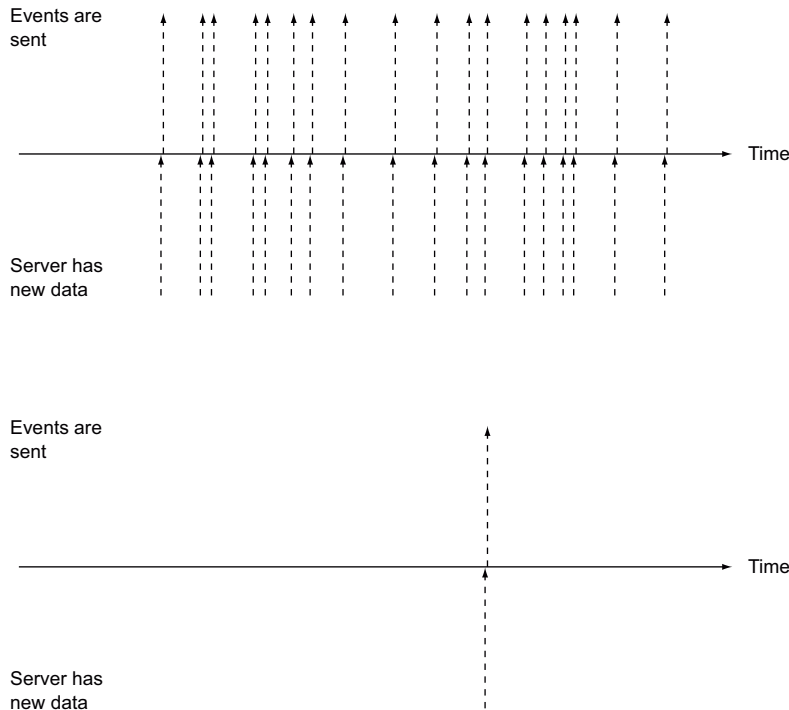 Events are
sent
Time
Server has
new data
Events are
sent
Time
Server has
new data